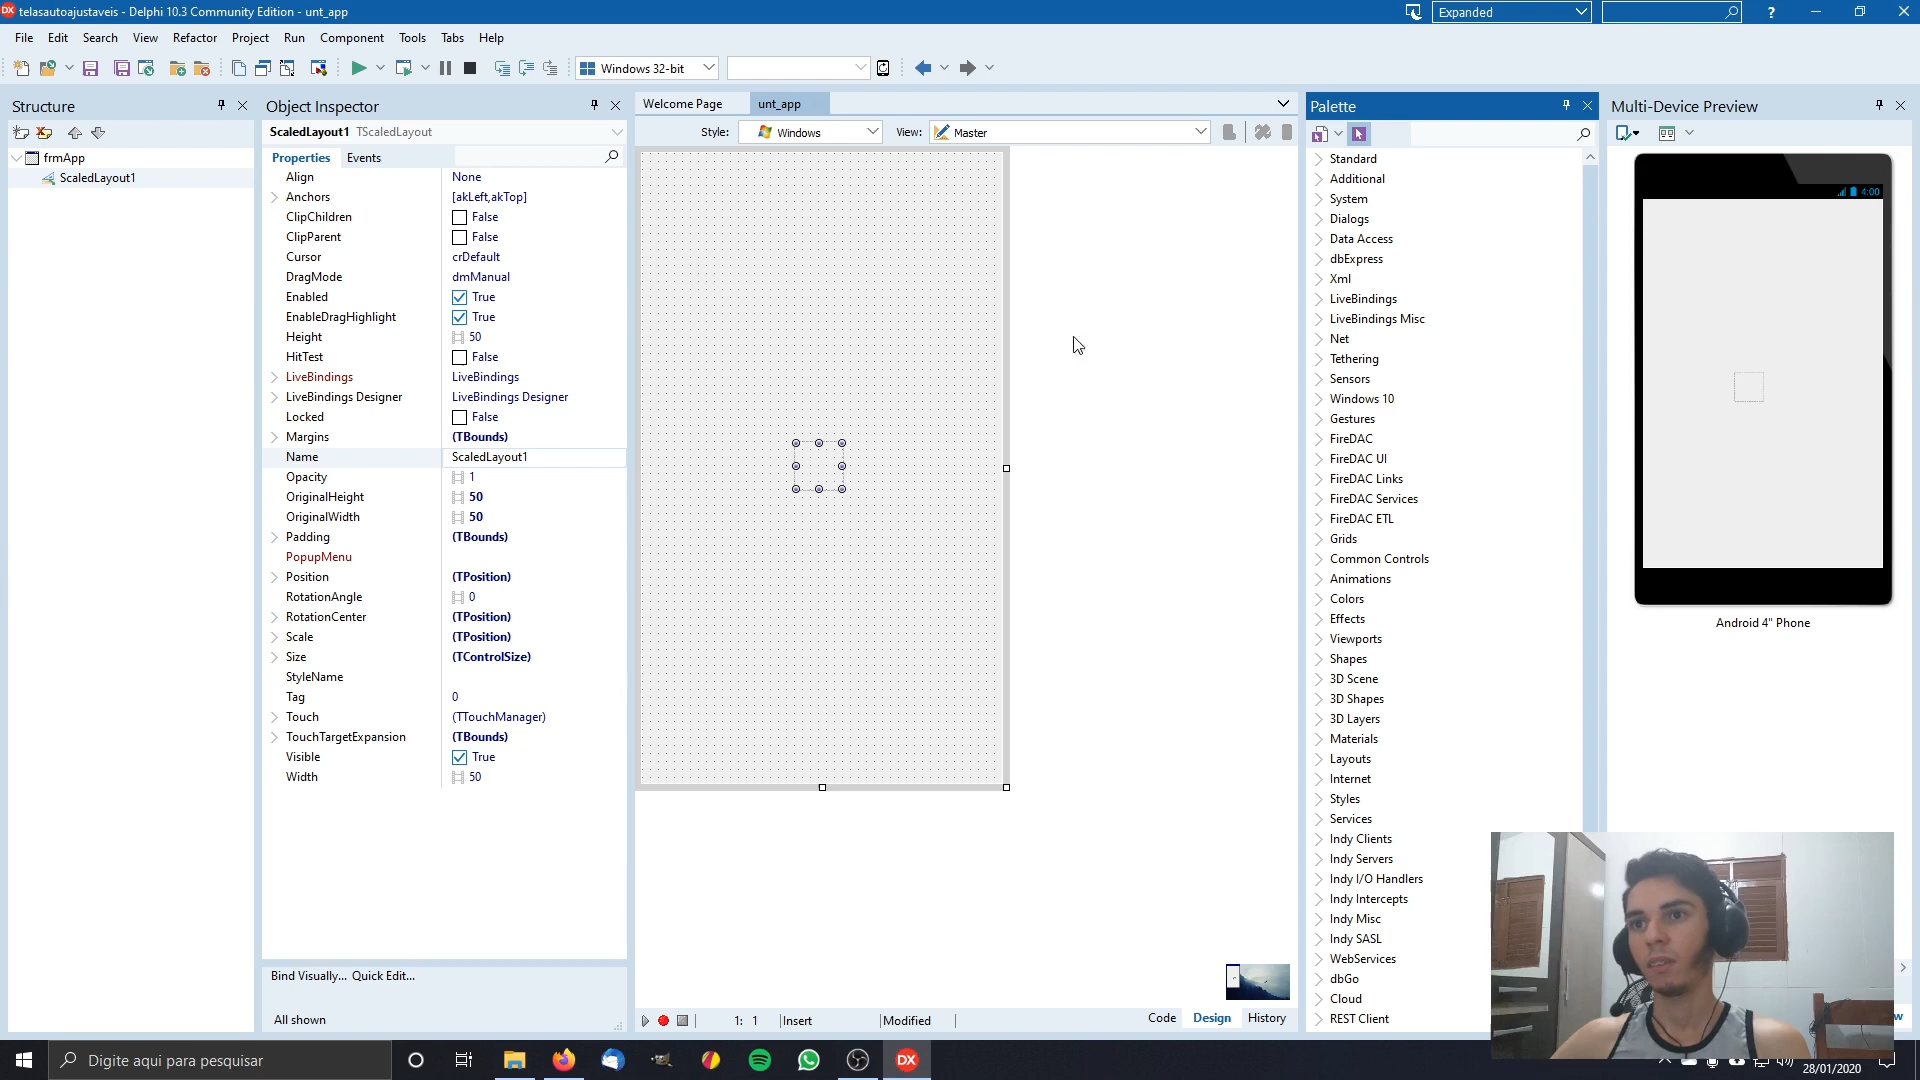 DX telasautoajustaveis - Delphi 10.3 Community Edition - unt_app
Expanded
?
File Edit Search View Refactor Project Run Component Tools Tabs Help
Windows 32-bit
Structure
frmApp
ScaledLayout1
Object Inspector
ScaledLayout1 TScaledLayout
Properties Events
Align None
Anchors [akLeft,akTop]
ClipChildren False
ClipParent False
Cursor crDefault
DragMode dmManual
Enabled True
EnableDragHighlight True
Height 50
HitTest False
LiveBindings LiveBindings
LiveBindings Designer LiveBindings Designer
Locked False
Margins (TBounds)
Name ScaledLayout1
Opacity 1
OriginalHeight 50
OriginalWidth 50
Padding (TBounds)
PopupMenu
Position (TPosition)
RotationAngle 0
RotationCenter (TPosition)
Scale (TPosition)
Size (TControlSize)
StyleName
Tag 0
Touch (TTouchManager)
TouchTargetExpansion (TBounds)
Visible True
Width 50
Bind Visually... Quick Edit...
All shown
Welcome Page unt_app
Style: Windows View: Master
1: 1 Insert Modified
Code Design History
Palette
Standard
Additional
System
Dialogs
Data Access
dbExpress
Xml
LiveBindings
LiveBindings Misc
Net
Tethering
Sensors
Windows 10
Gestures
FireDAC
FireDAC UI
FireDAC Links
FireDAC Services
FireDAC ETL
Grids
Common Controls
Animations
Colors
Effects
Viewports
Shapes
3D Scene
3D Shapes
3D Layers
Materials
Layouts
Internet
Styles
Services
Indy Clients
Indy Servers
Indy I/O Handlers
Indy Intercepts
Indy Misc
Indy SASL
WebServices
dbGo
Cloud
REST Client
Multi-Device Preview
4:00
Android 4" Phone
Digite aqui para pesquisar
DX
28/01/2020